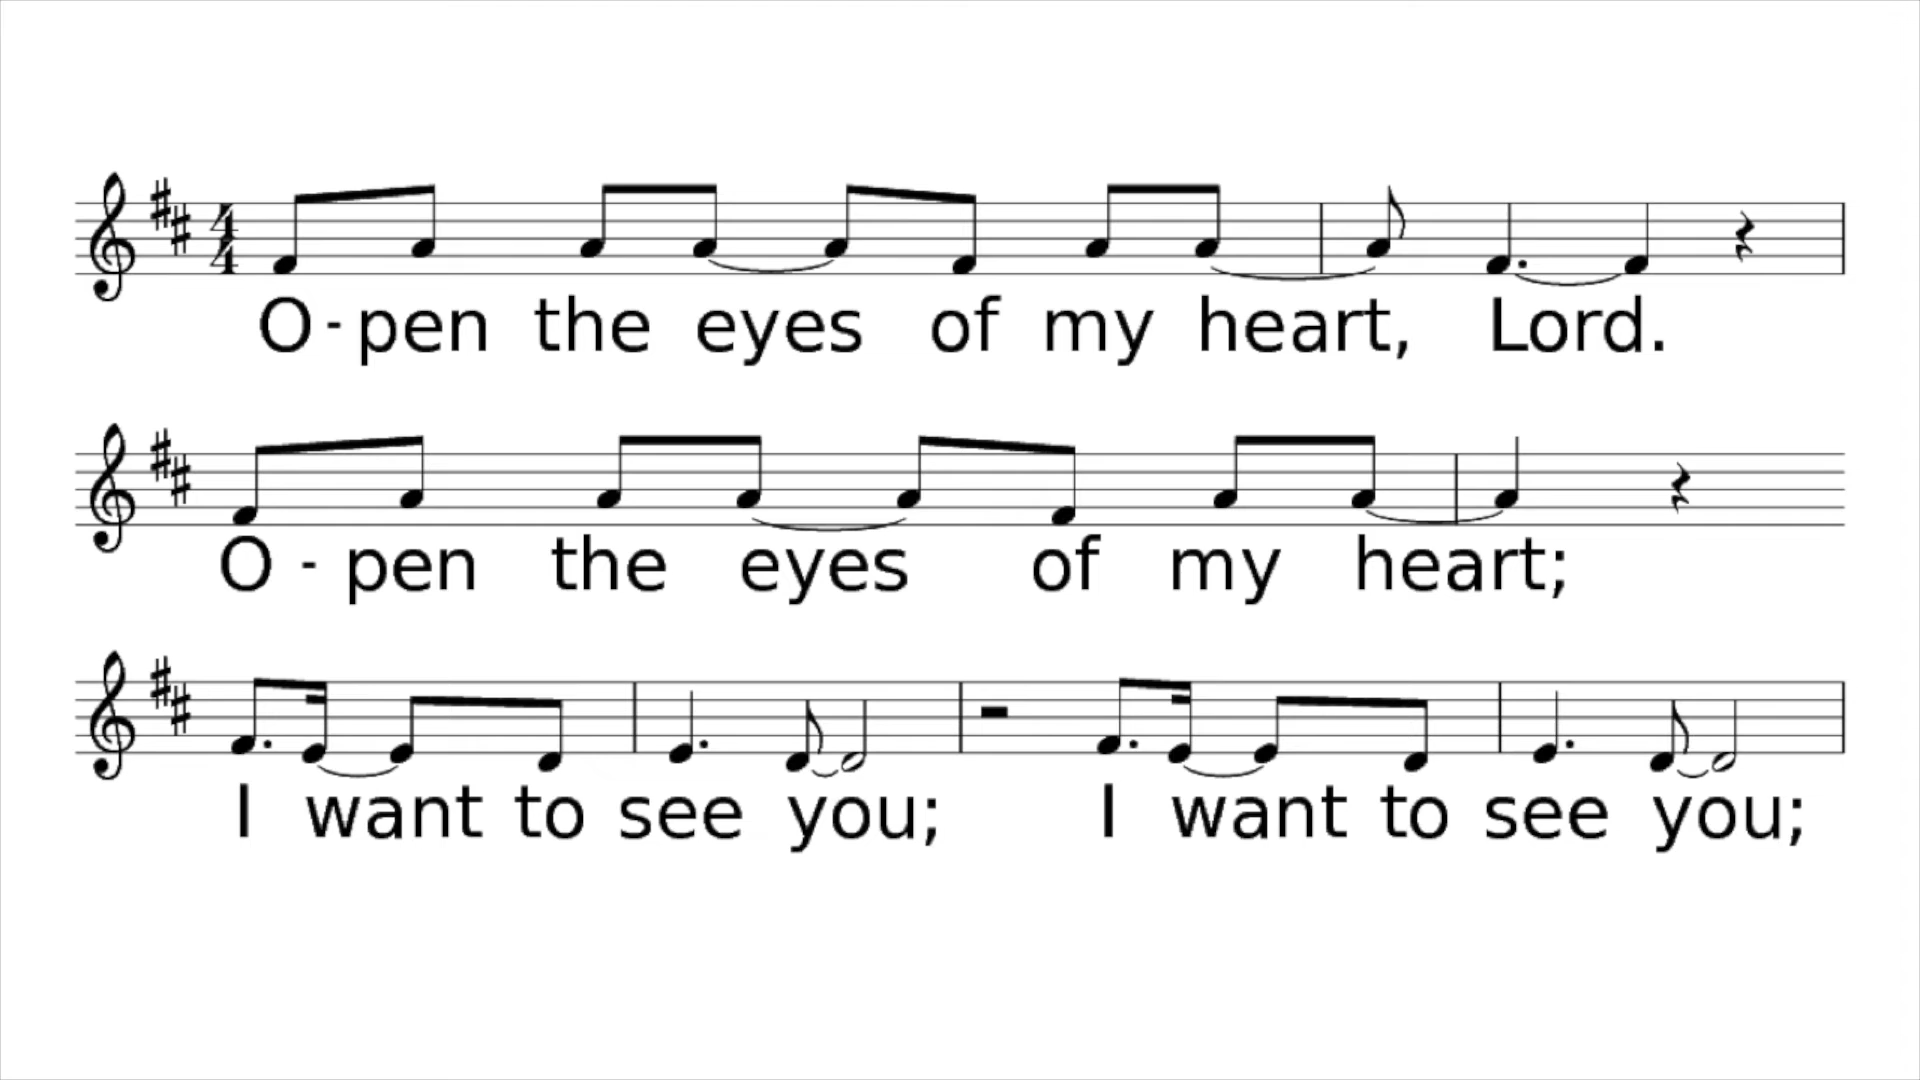 O - pen the eyes of my heart, Lord.
O - pen the eyes of my heart;
I want to see you; I want to see you;